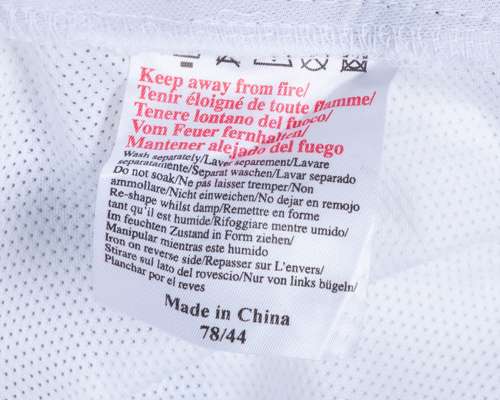 Keep away from fire/
Tenir éloigné de toute flamme/
Tenere lontano del fuoco/
Vom Feuer fernhalten/
Mantener alejado del fuego
Wash separately/Laver separement/Lavare
separatamente/Separat waschen/Lavar separado
Do not soak/Ne pas laisser tremper/Non
ammollare/Nicht einweichen/No dejar en remojo
Re-shape whilst damp/Remettre en forme
tant qu'il est humide/Rifoggiare mentre umido/
Im feuchten Zustand in Form ziehen/
Manipular mientras este humido
Iron on reverse side/Repasser sur L'envers/
Stirare sul lato del rovescio/Nur von links bügeln/
Planchar por el reves
Made in China
78/44